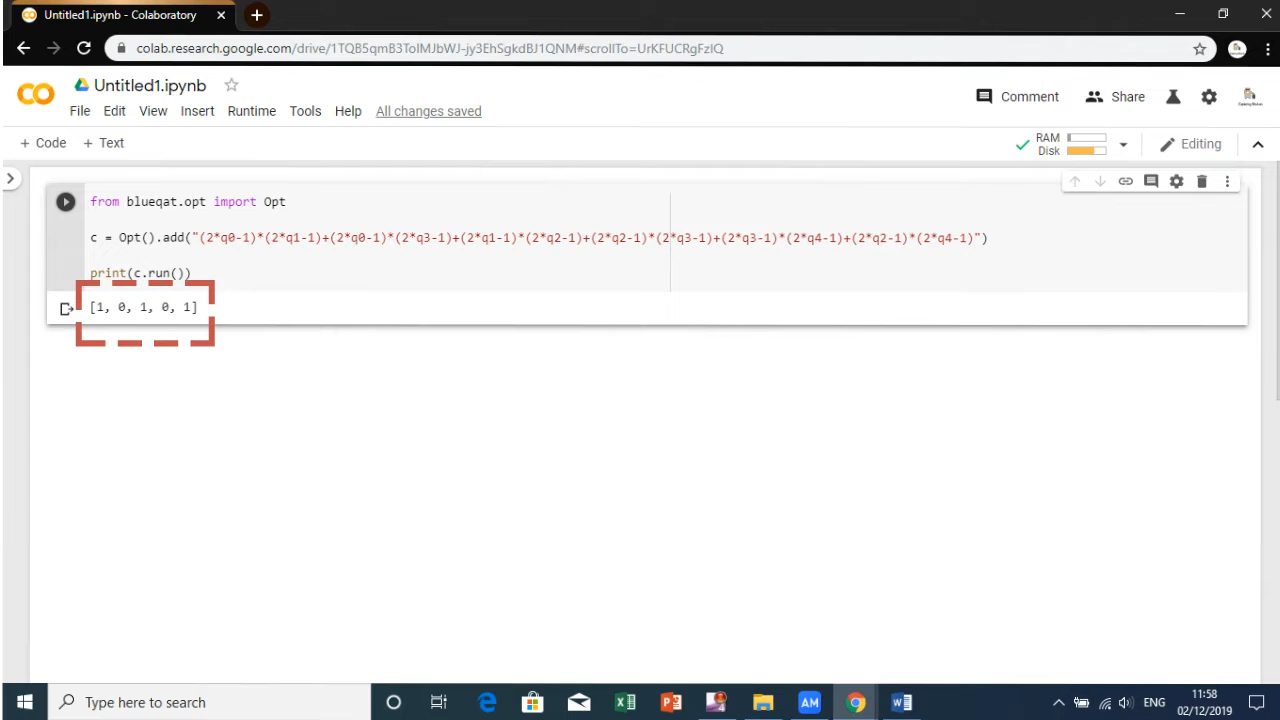 Untitled1.ipynb - Colaboratory
colab.research.google.com/drive/1TQB5qmB3ToIMJbWJ-jy3EhSgkdBJ1QNM#scrollTo=UrKFUCRgFzIQ
Untitled1.ipynb
File Edit View Insert Runtime Tools Help All changes saved
Comment Share
+ Code + Text
RAM
Disk
Editing
from blueqat.opt import Opt
c = Opt().add("(2*q0-1)*(2*q1-1)+(2*q0-1)*(2*q3-1)+(2*q1-1)*(2*q2-1)+(2*q2-1)*(2*q3-1)+(2*q3-1)*(2*q4-1)+(2*q2-1)*(2*q4-1)")
print(c.run())
[1, 0, 1, 0, 1]
Type here to search
AM
ENG
11:58
02/12/2019